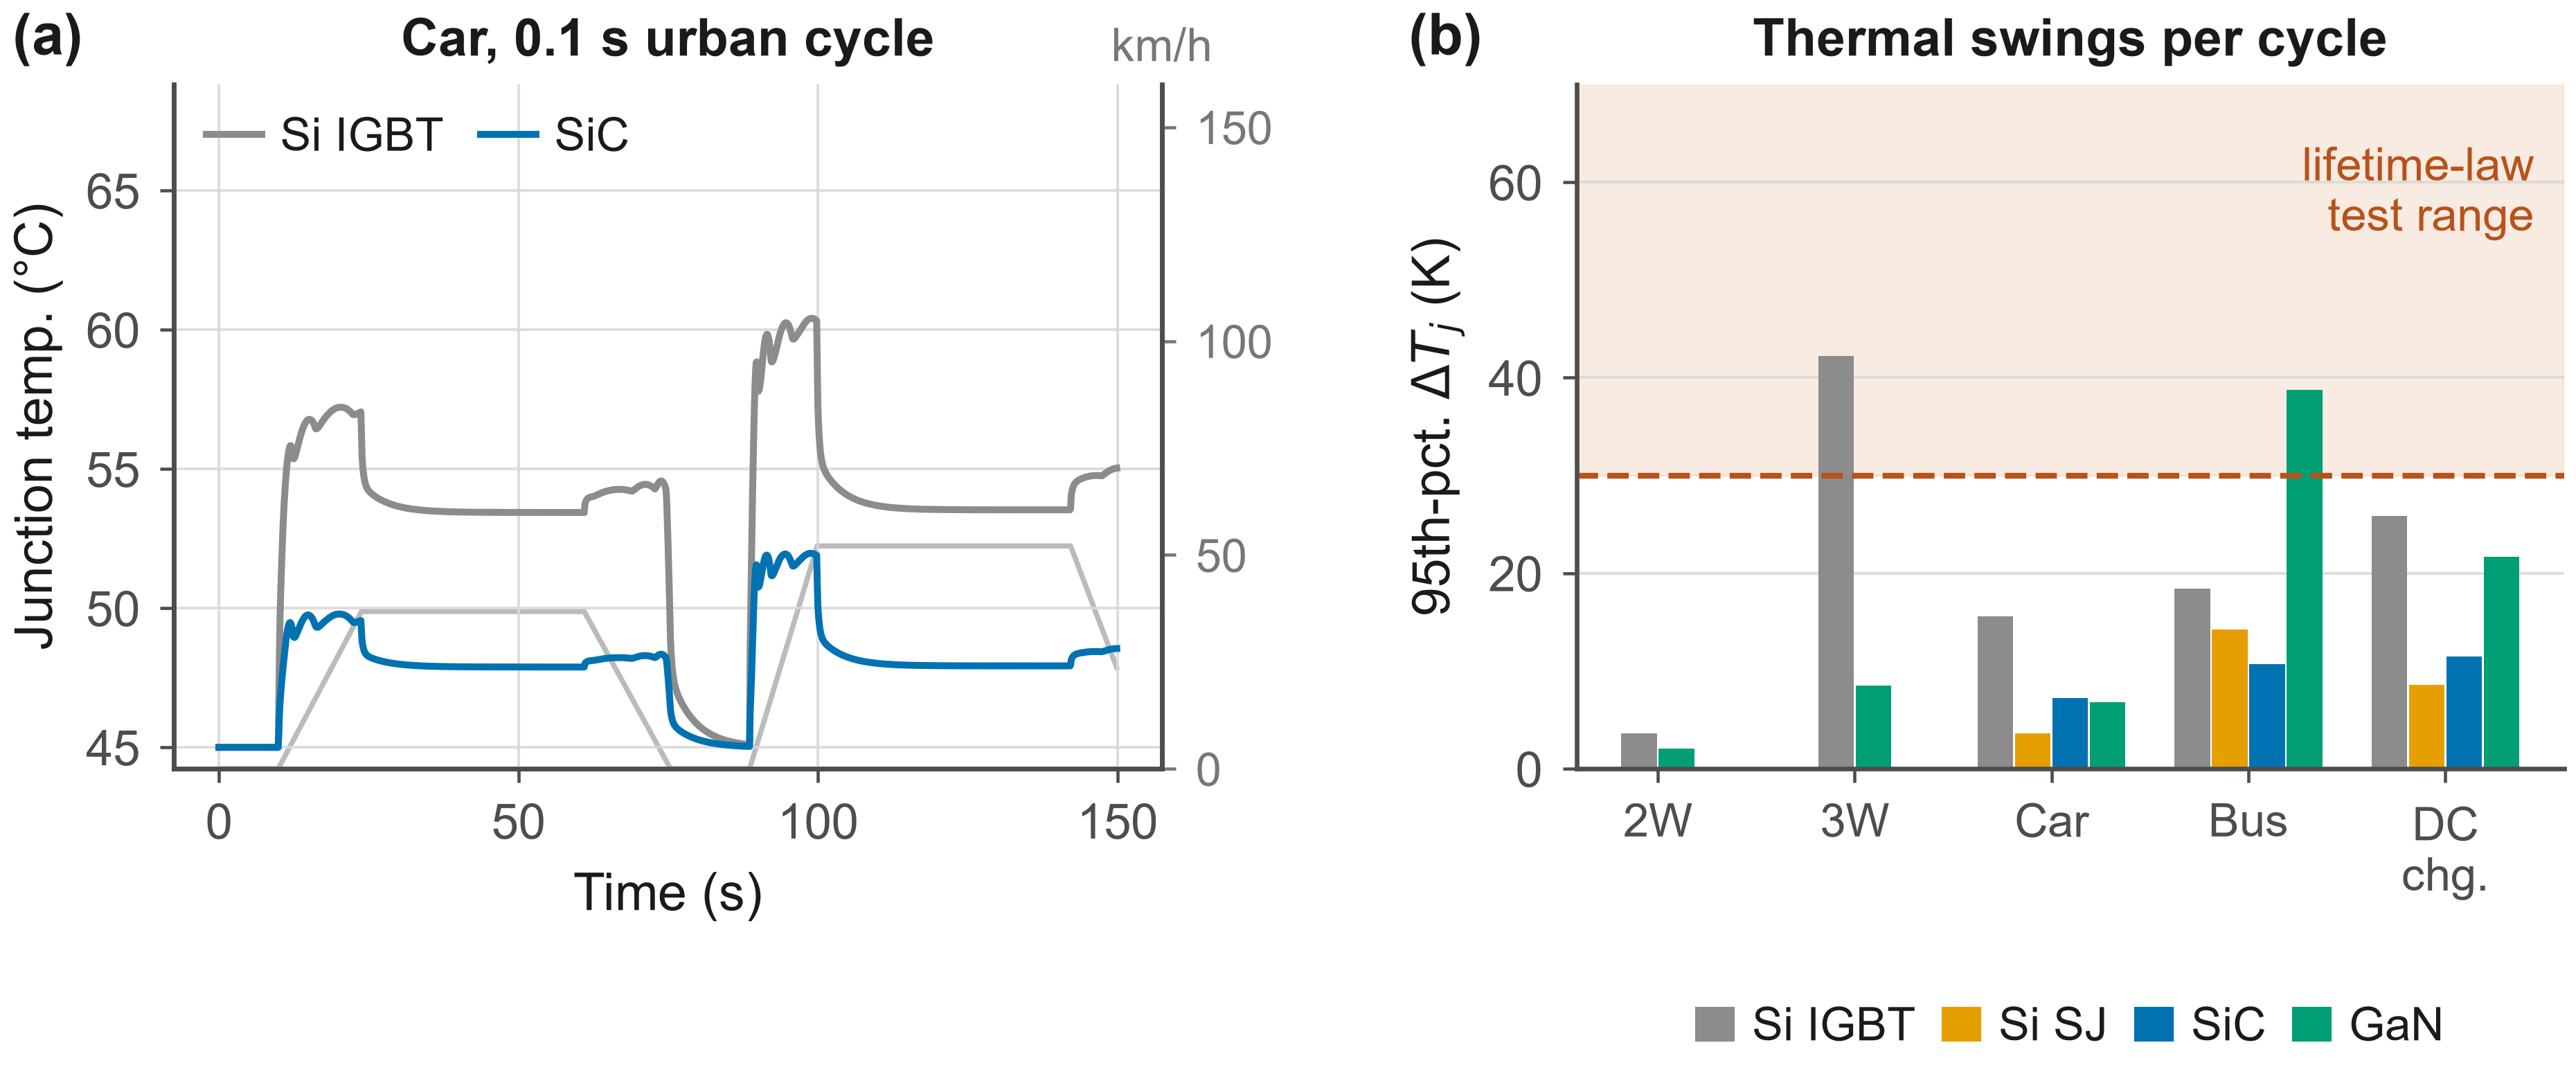 (a)
Car, 0.1 s urban cycle
km/h
Si IGBT
SiC
Junction temp. (°C)
65
60
55
50
45
150
100
50
0
0
50
100
150
Time (s)
(b)
Thermal swings per cycle
lifetime-law
test range
95th-pct. ΔTj (K)
60
40
20
0
2W
3W
Car
Bus
DC
chg.
Si IGBT
Si SJ
SiC
GaN